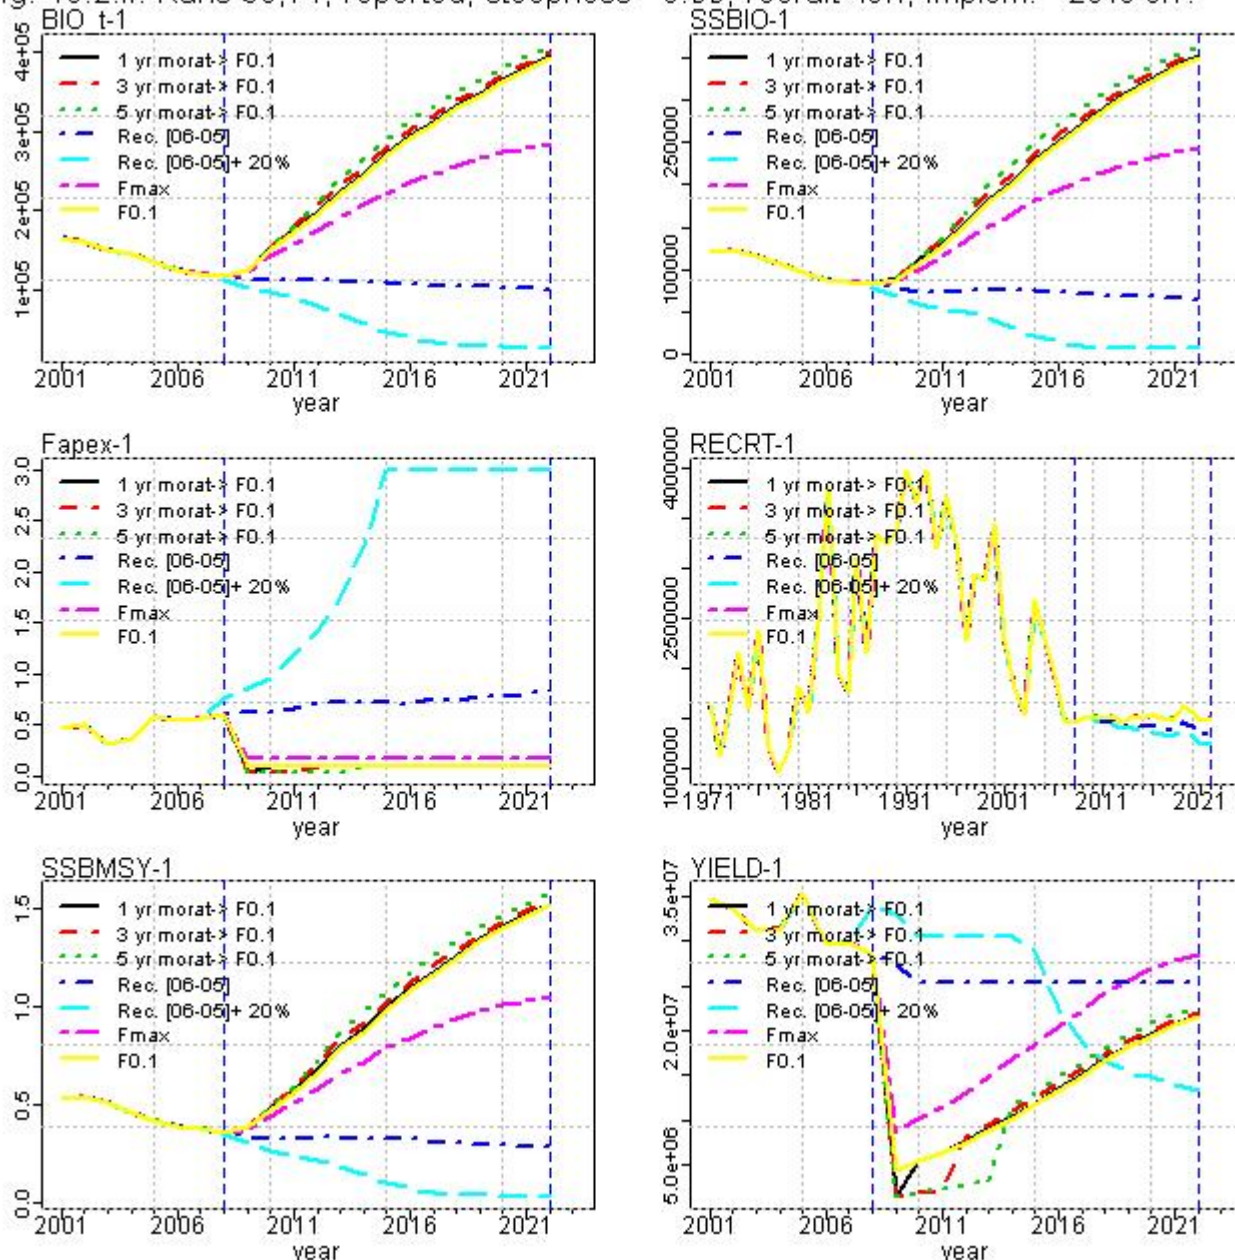 BIO_t-1
1 yr morat-> F0.1
3 yr morat-> F0.1
5 yr morat-> F0.1
Rec. [06-05]
Rec. [06-05]+ 20%
Fmax
F0.1
4e+05
3e+05
2e+05
1e+05
2001 2006 2011 2016 2021
year
SSBIO-1
1 yr morat-> F0.1
3 yr morat-> F0.1
5 yr morat-> F0.1
Rec. [06-05]
Rec. [06-05]+ 20%
Fmax
F0.1
250000
100000
0
2001 2006 2011 2016 2021
year
Fapex-1
1 yr morat-> F0.1
3 yr morat-> F0.1
5 yr morat-> F0.1
Rec. [06-05]
Rec. [06-05]+ 20%
Fmax
F0.1
3.0
2.5
2.0
1.5
1.0
0.5
0.0
2001 2006 2011 2016 2021
year
RECRT-1
1 yr morat-> F0.1
3 yr morat-> F0.1
5 yr morat-> F0.1
Rec. [06-05]
Rec. [06-05]+ 20%
Fmax
F0.1
4000000
2500000
1000000
1971 1981 1991 2001 2011 2021
year
SSBMSY-1
1 yr morat-> F0.1
3 yr morat-> F0.1
5 yr morat-> F0.1
Rec. [06-05]
Rec. [06-05]+ 20%
Fmax
F0.1
1.5
1.0
0.5
0.0
2001 2006 2011 2016 2021
year
YIELD-1
1 yr morat-> F0.1
3 yr morat-> F0.1
5 yr morat-> F0.1
Rec. [06-05]
Rec. [06-05]+ 20%
Fmax
F0.1
3.5e+07
2.0e+07
5.0e+06
2001 2006 2011 2016 2021
year